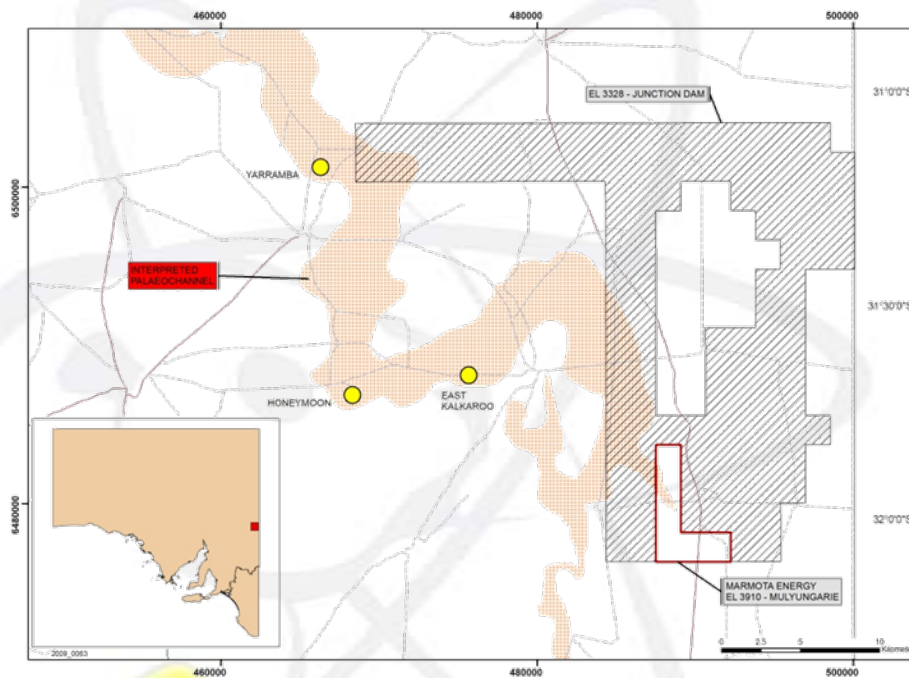 460000
480000
500000
EL 3328 - JUNCTION DAM
31°0'0"S
YARRAMBA
6500000
INTERPRETED
PALAEOCHANNEL
31°30'0"S
HONEYMOON
EAST
KALKAROO
6480000
32°0'0"S
MARMOTA ENERGY
EL 3910 - MULYUNGARIE
0 2.5 5 10
Kilometers
2009_0063
460000
480000
500000